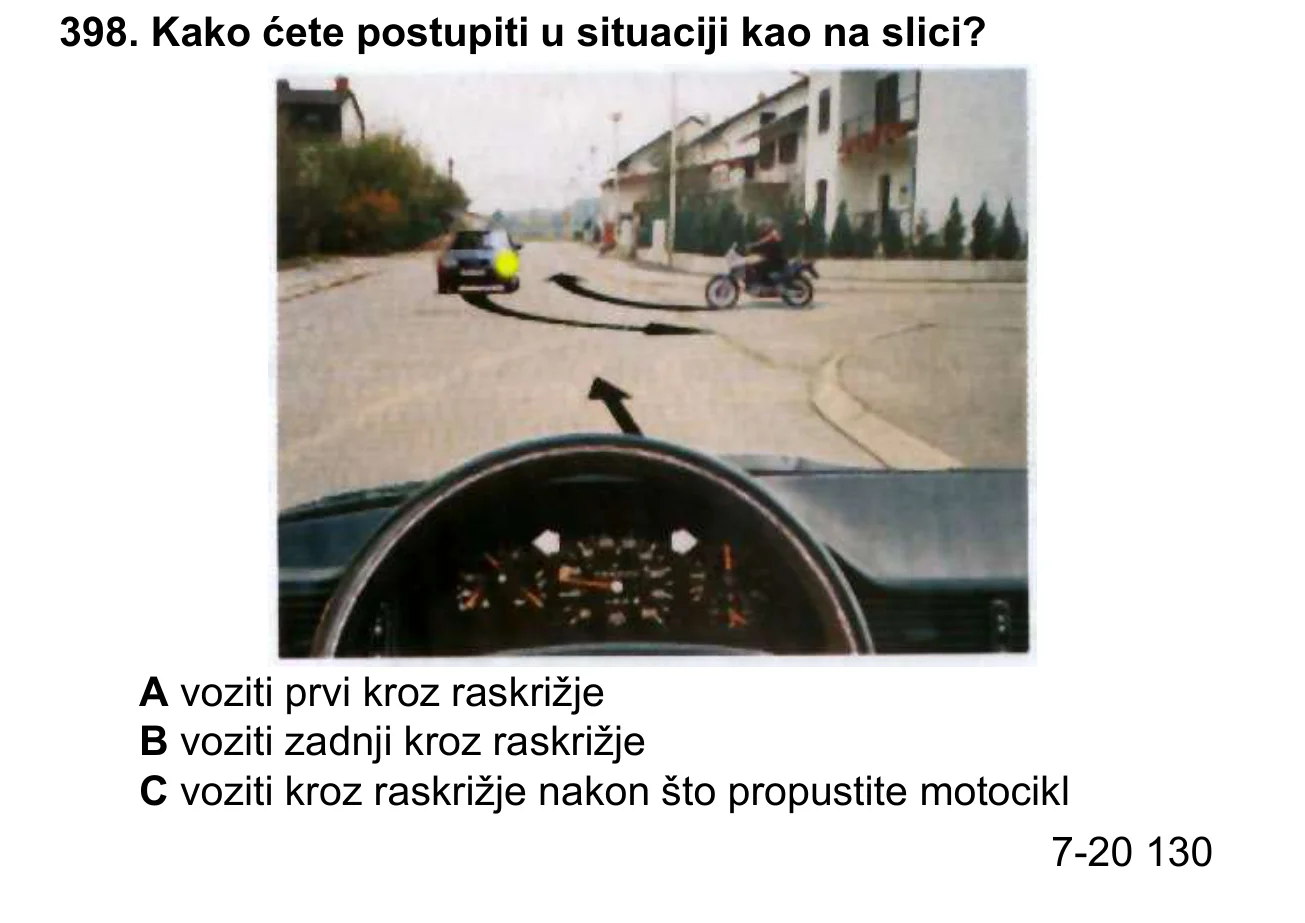 398. Kako ćete postupiti u situaciji kao na slici?
A voziti prvi kroz raskrižje
B voziti zadnji kroz raskrižje
C voziti kroz raskrižje nakon što propustite motocikl
7-20 130